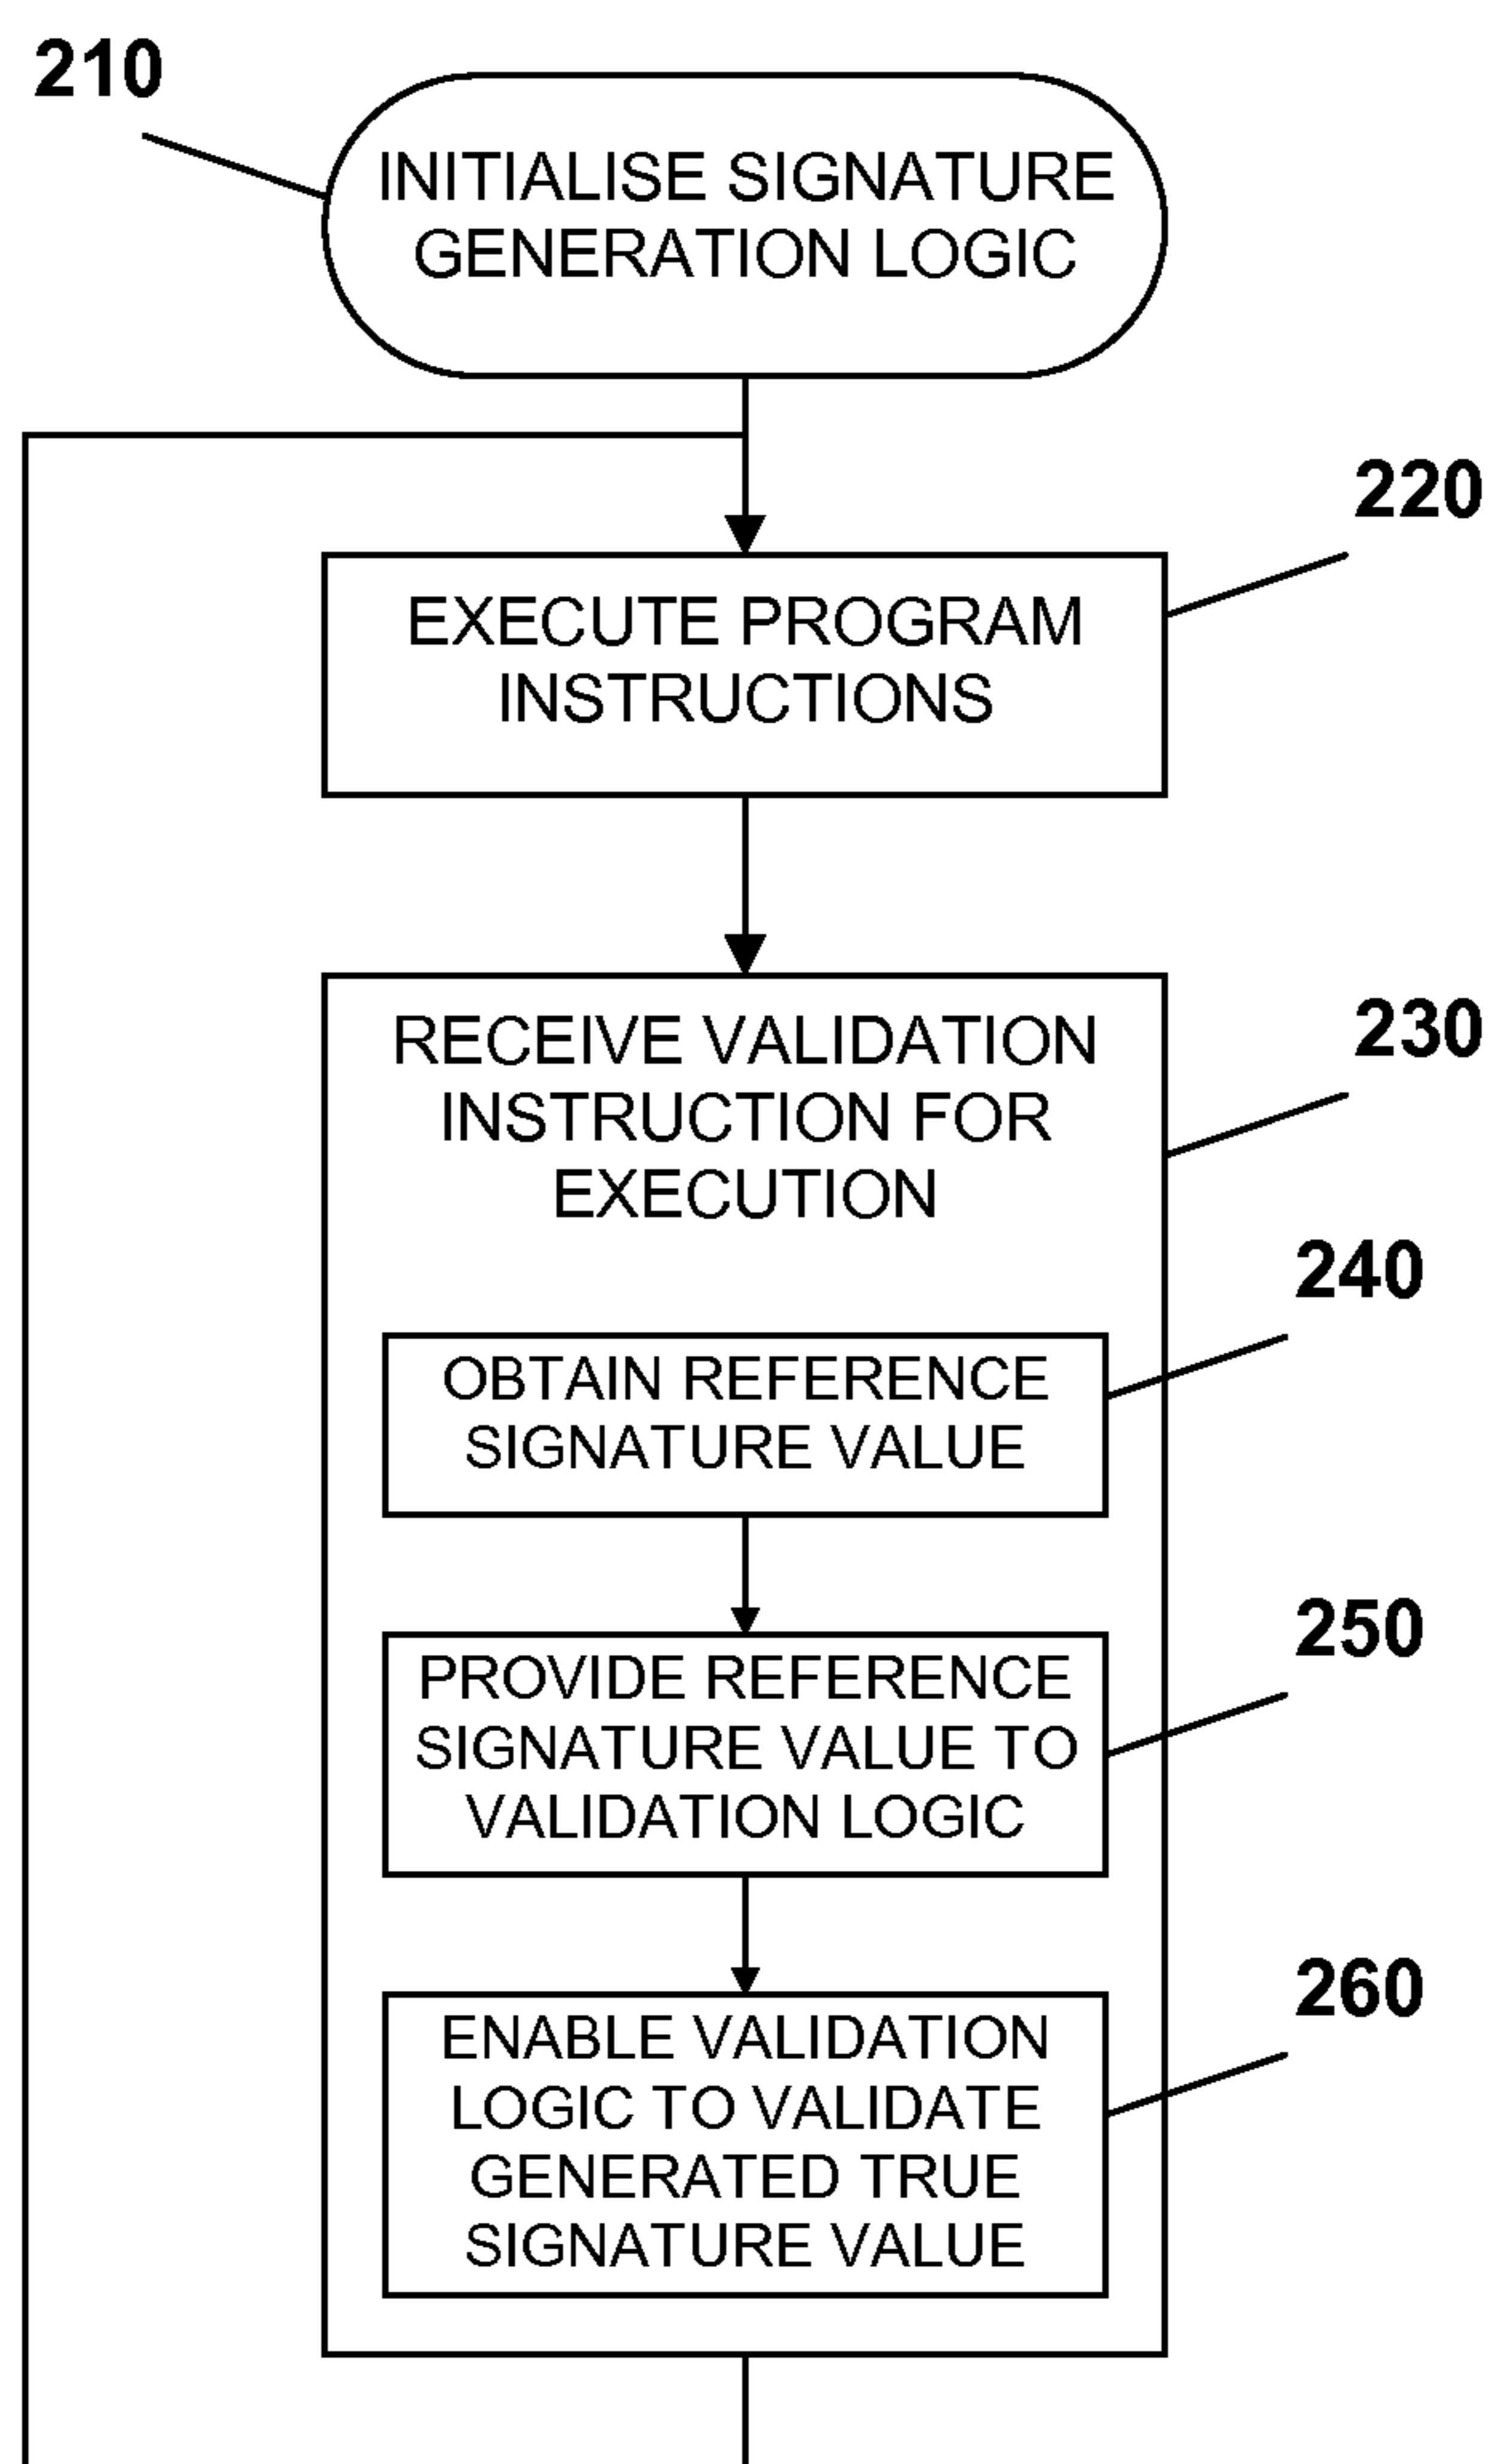 210
INITIALISE SIGNATURE
GENERATION LOGIC
220
EXECUTE PROGRAM
INSTRUCTIONS
230
RECEIVE VALIDATION
INSTRUCTION FOR
EXECUTION
240
OBTAIN REFERENCE
SIGNATURE VALUE
250
PROVIDE REFERENCE
SIGNATURE VALUE TO
VALIDATION LOGIC
260
ENABLE VALIDATION
LOGIC TO VALIDATE
GENERATED TRUE
SIGNATURE VALUE